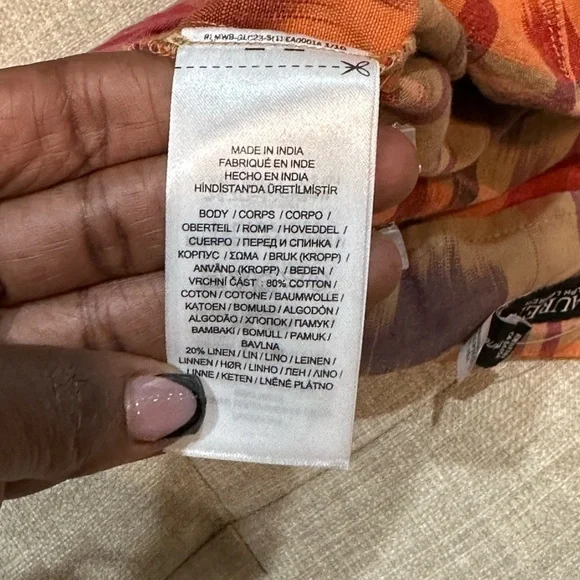 MADE IN INDIA
FABRIQUÉ EN INDE
HECHO EN INDIA
HİNDİSTAN'DA ÜRETİLMİŞTİR
BODY / CORPS / CORPO /
OBERTEIL / ROMP / HOVEDDEL /
CUERPO / ПЕРЕД И СПИНКА /
КОРПУС / ΣΩΜΑ / BRUK (KROPP) /
ANVÄND (KROPP) / BEDEN /
VRCHNÍ ČÁST : 80% COTTON /
COTON / COTONE / BAUMWOLLE /
KATOEN / BOMULD / ALGODÓN /
ALGODÃO / ХЛОПОК / ПАМУК /
BAMBAKI / BOMULL / PAMUK /
BAVLNA
20% LINEN / LIN / LINO / LEINEN /
LINNEN / HØR / LINHO / ЛЕН / ΛΙΝΟ /
LINNE / KETEN / LNĚNÉ PLÁTNO